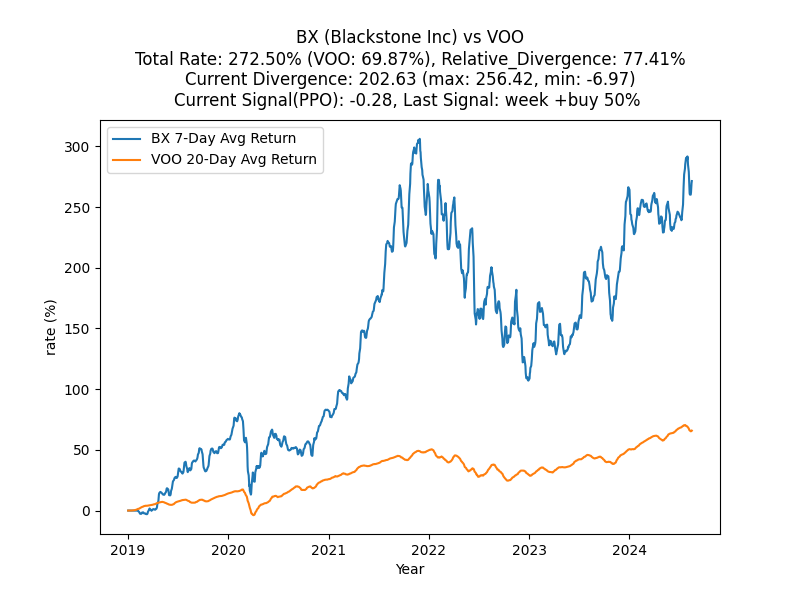 BX (Blackstone Inc) vs VOO
Total Rate: 272.50% (VOO: 69.87%), Relative_Divergence: 77.41%
Current Divergence: 202.63 (max: 256.42, min: -6.97)
Current Signal(PPO): -0.28, Last Signal: week +buy 50%
BX 7-Day Avg Return
VOO 20-Day Avg Return
300
250
200
150
100
50
0
rate (%)
2019 2020 2021 2022 2023 2024
Year